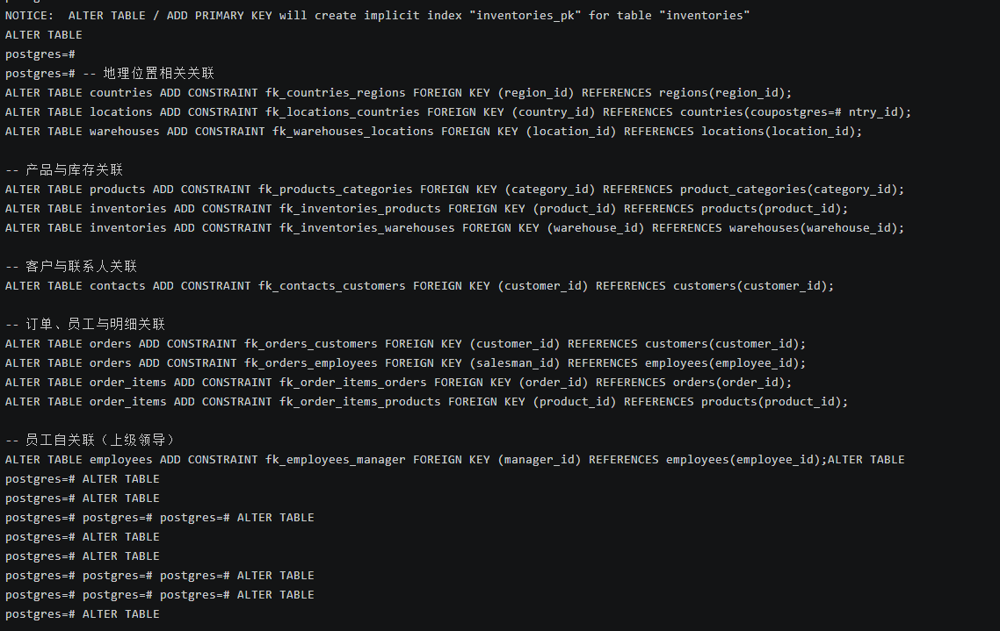 NOTICE:  ALTER TABLE / ADD PRIMARY KEY will create implicit index "inventories_pk" for table "inventories"
ALTER TABLE
postgres=#
postgres=# -- 地理位置相关关联
ALTER TABLE countries ADD CONSTRAINT fk_countries_regions FOREIGN KEY (region_id) REFERENCES regions(region_id);
ALTER TABLE locations ADD CONSTRAINT fk_locations_countries FOREIGN KEY (country_id) REFERENCES countries(coupostgres=# ntry_id);
ALTER TABLE warehouses ADD CONSTRAINT fk_warehouses_locations FOREIGN KEY (location_id) REFERENCES locations(location_id);

-- 产品与库存关联
ALTER TABLE products ADD CONSTRAINT fk_products_categories FOREIGN KEY (category_id) REFERENCES product_categories(category_id);
ALTER TABLE inventories ADD CONSTRAINT fk_inventories_products FOREIGN KEY (product_id) REFERENCES products(product_id);
ALTER TABLE inventories ADD CONSTRAINT fk_inventories_warehouses FOREIGN KEY (warehouse_id) REFERENCES warehouses(warehouse_id);

-- 客户与联系人关联
ALTER TABLE contacts ADD CONSTRAINT fk_contacts_customers FOREIGN KEY (customer_id) REFERENCES customers(customer_id);

-- 订单、员工与明细关联
ALTER TABLE orders ADD CONSTRAINT fk_orders_customers FOREIGN KEY (customer_id) REFERENCES customers(customer_id);
ALTER TABLE orders ADD CONSTRAINT fk_orders_employees FOREIGN KEY (salesman_id) REFERENCES employees(employee_id);
ALTER TABLE order_items ADD CONSTRAINT fk_order_items_orders FOREIGN KEY (order_id) REFERENCES orders(order_id);
ALTER TABLE order_items ADD CONSTRAINT fk_order_items_products FOREIGN KEY (product_id) REFERENCES products(product_id);

-- 员工自关联（上级领导）
ALTER TABLE employees ADD CONSTRAINT fk_employees_manager FOREIGN KEY (manager_id) REFERENCES employees(employee_id);ALTER TABLE
postgres=# ALTER TABLE
postgres=# ALTER TABLE
postgres=# postgres=# postgres=# ALTER TABLE
postgres=# ALTER TABLE
postgres=# ALTER TABLE
postgres=# postgres=# postgres=# ALTER TABLE
postgres=# postgres=# postgres=# ALTER TABLE
postgres=# ALTER TABLE